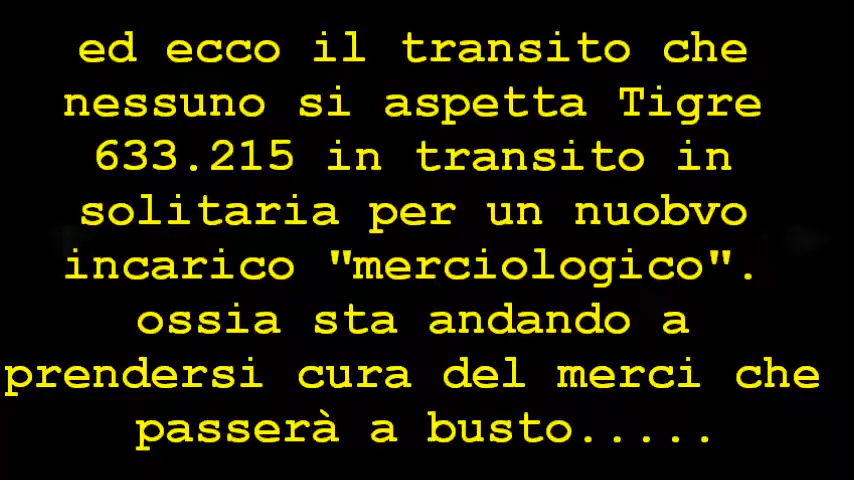 ed ecco il transito che
nessuno si aspetta Tigre
633.215 in transito in
solitaria per un nuobvo
incarico "merciologico".
ossia sta andando a
prendersi cura del merci che
passerà a busto.....